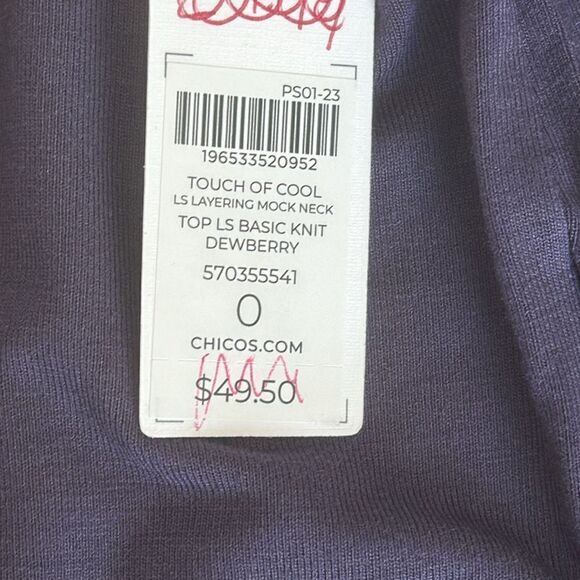 PS01-23
196533520952
TOUCH OF COOL
LS LAYERING MOCK NECK
TOP LS BASIC KNIT
DEWBERRY
570355541
0
CHICOS.COM
$49.50